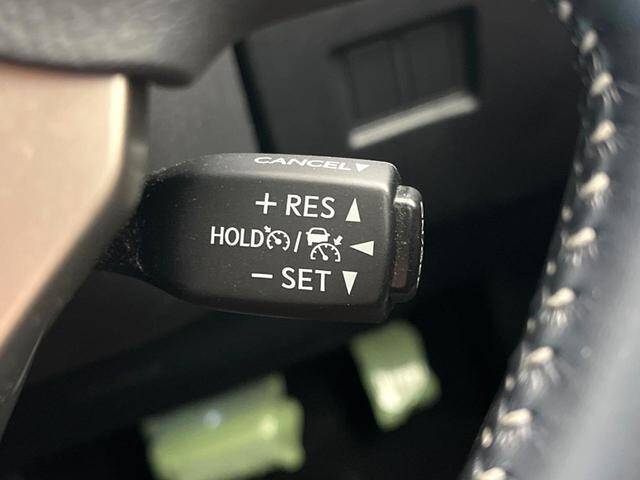 CANCEL▼
+ RES ▲
HOLD / ◀
− SET ▼